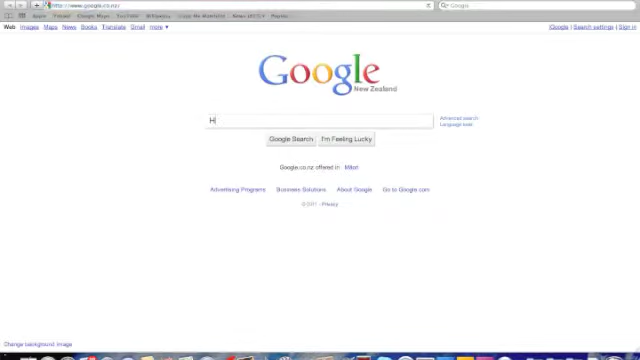 http://www.google.co.nz/
Google
Apple Yahoo! Google Maps YouTube Wikipedia News Popular
Web Images Maps News Books Translate Gmail more ▼
iGoogle | Search settings | Sign in
Google
New Zealand
H
Advanced search
Language tools
Google Search I'm Feeling Lucky
Google.co.nz offered in Māori
Advertising Programs Business Solutions About Google Go to Google.com
© 2011 - Privacy
Change background image